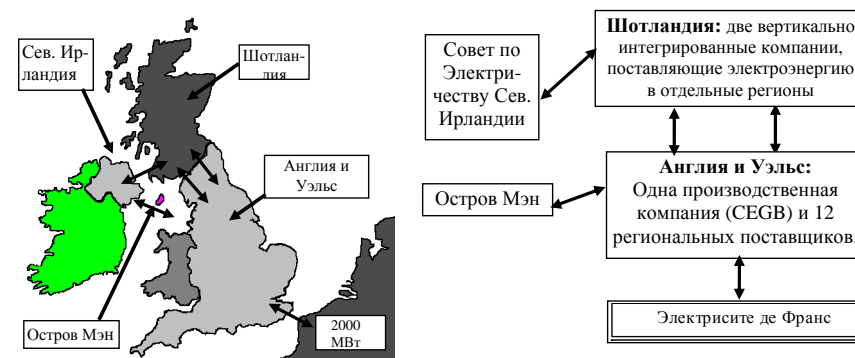 Сев. Ир-
ландия
Шотлан-
дия
Англия и
Уэльс
Остров Мэн
2000
МВт
Совет по
Электри-
честву Сев.
Ирландии
Остров Мэн
Шотландия: две вертикально
интегрированные компании,
поставляющие электроэнергию
в отдельные регионы
Англия и Уэльс:
Одна производственная
компания (CEGB) и 12
региональных поставщиков.
Электрисите де Франс